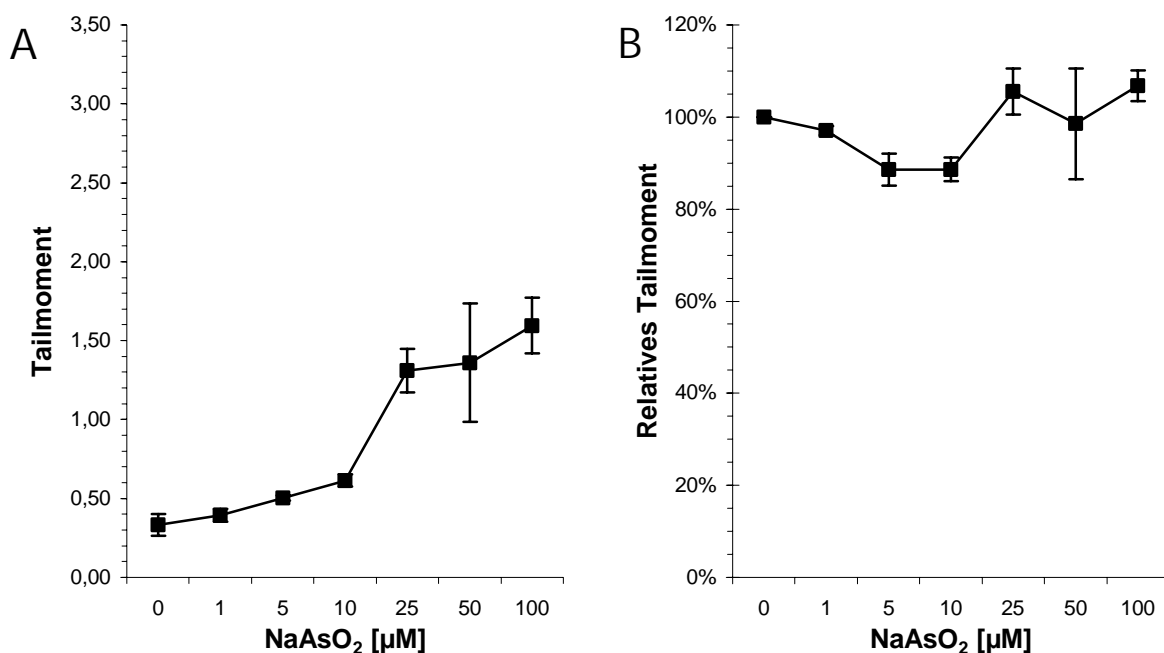 A
3,50
3,00
2,50
2,00
1,50
1,00
0,50
0,00
Tailmoment
0 1 5 10 25 50 100
NaAsO₂ [µM]
B
120%
100%
80%
60%
40%
20%
0%
Relatives Tailmoment
0 1 5 10 25 50 100
NaAsO₂ [µM]